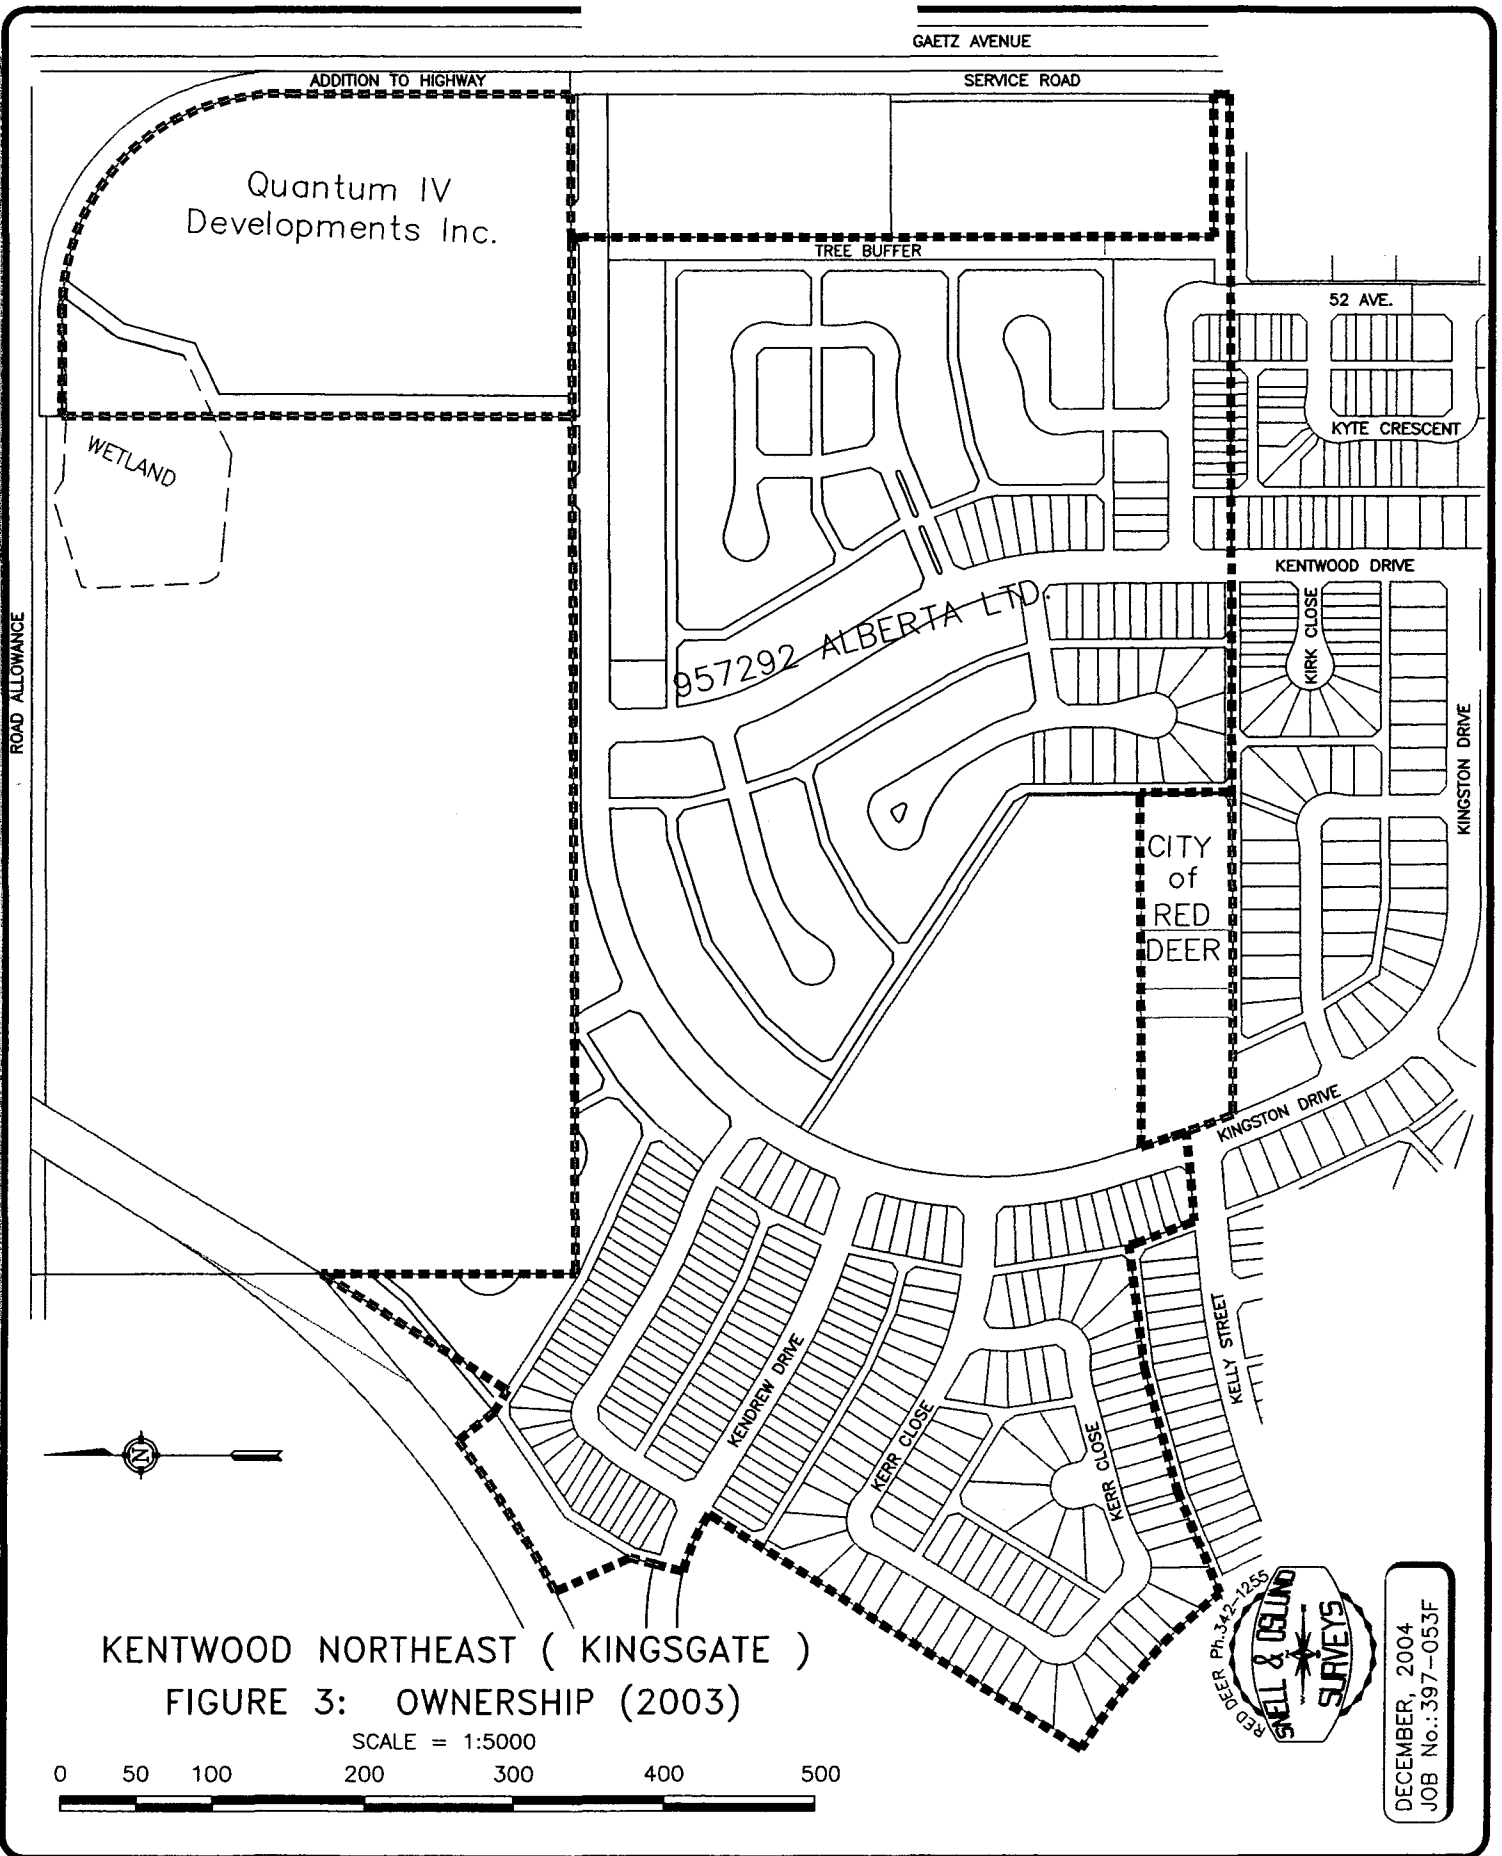 GAETZ AVENUE
ADDITION TO HIGHWAY
SERVICE ROAD
Quantum IV
Developments Inc.
TREE BUFFER
52 AVE.
KYTE CRESCENT
WETLAND
KENTWOOD DRIVE
KIRK CLOSE
957292 ALBERTA LTD.
ROAD ALLOWANCE
KINGSTON DRIVE
CITY
of
RED
DEER
KINGSTON DRIVE
KELLY STREET
KENDREW DRIVE
KERR CLOSE
KERR CLOSE
N
KENTWOOD NORTHEAST ( KINGSGATE )
FIGURE 3: OWNERSHIP (2003)
SCALE = 1:5000
0 50 100 200 300 400 500
RED DEER Ph.342-1255
SNELL & OSLUND
SURVEYS
DECEMBER, 2004
JOB No.: 397-053F